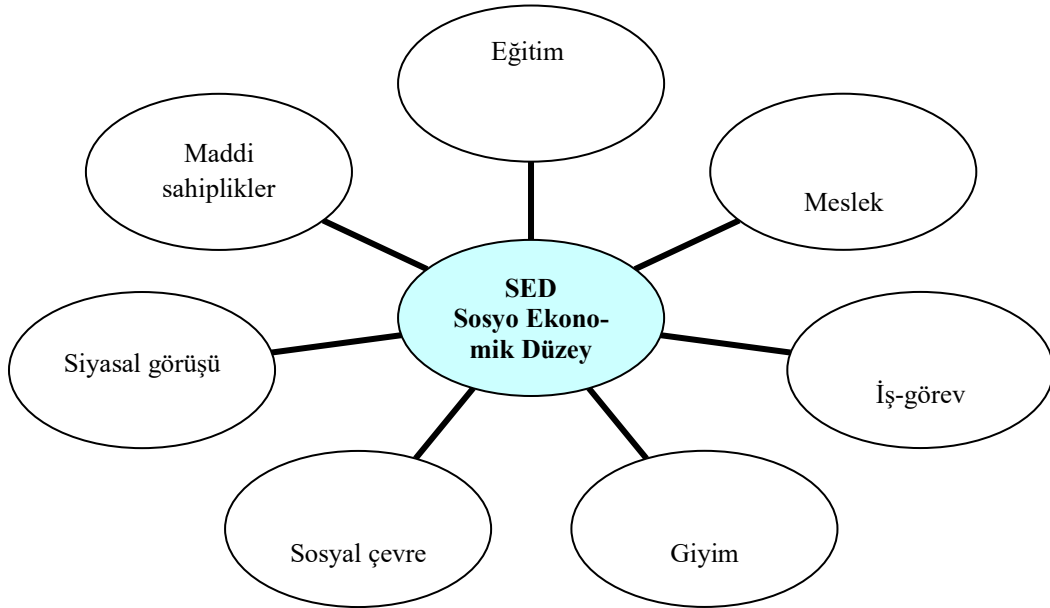 Eğitim
Maddi
sahiplikler
Meslek
SED
Sosyo Ekono-
mik Düzey
Siyasal görüşü
İş-görev
Sosyal çevre
Giyim